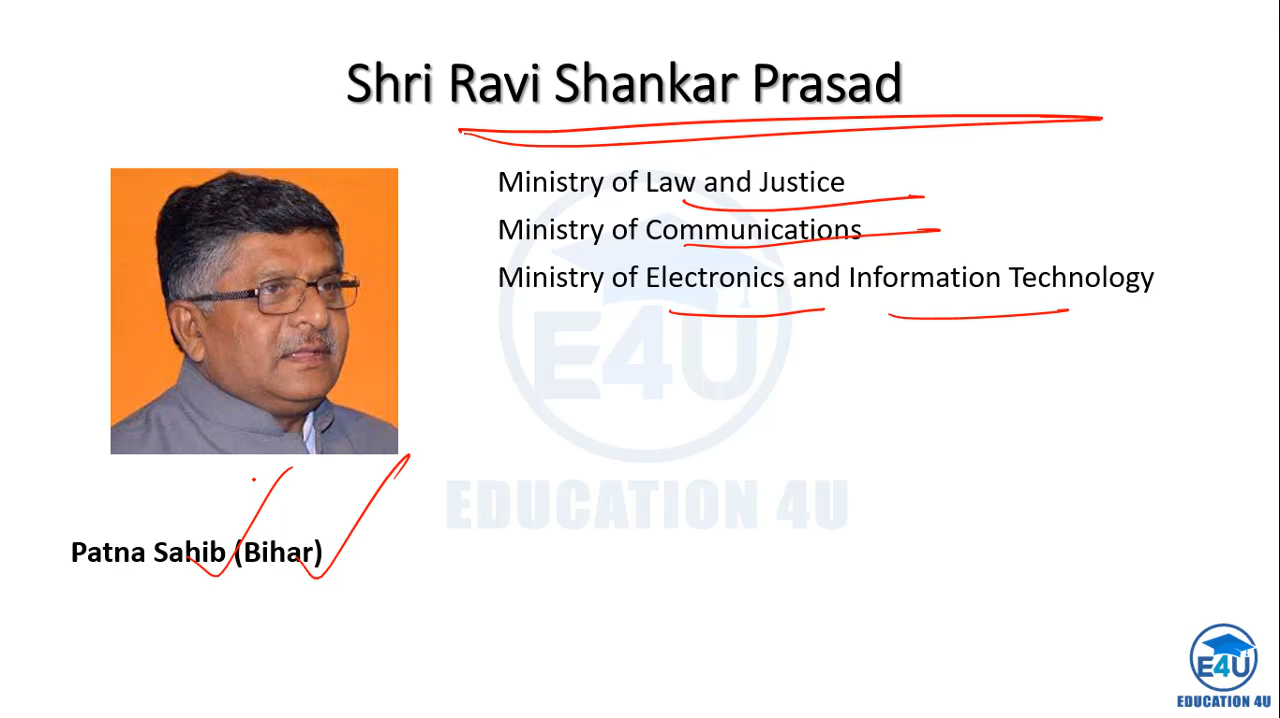 Shri Ravi Shankar Prasad
Ministry of Law and Justice
Ministry of Communications
Ministry of Electronics and Information Technology
E4U
EDUCATION 4U
Patna Sahib (Bihar)
E4U
EDUCATION 4U